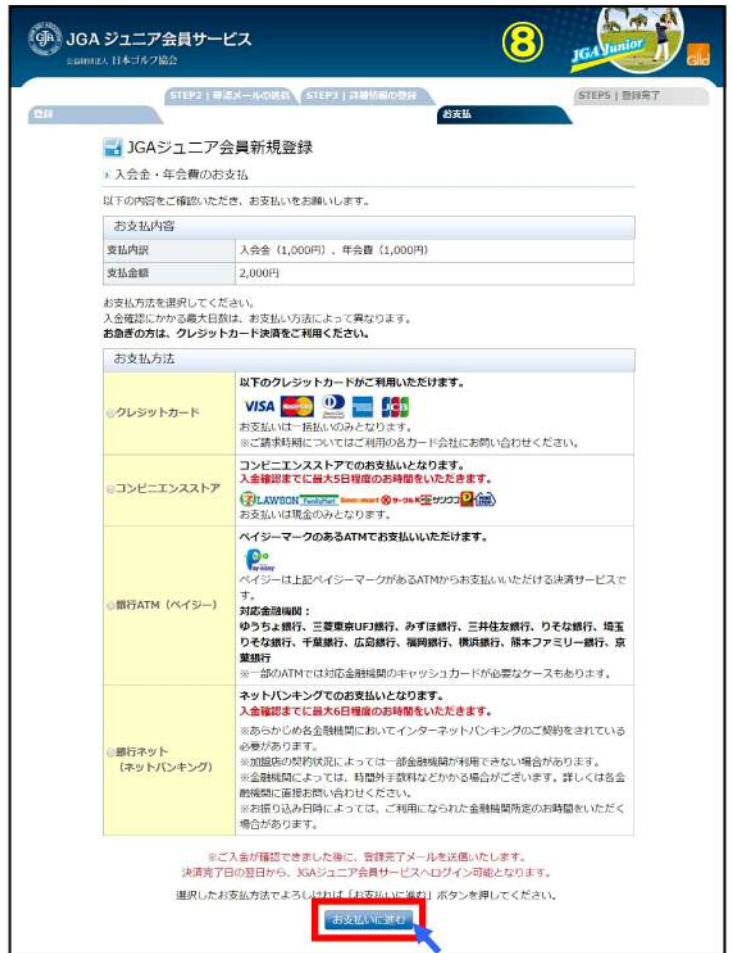 JGA ジュニア会員サービス
公益財団法人 日本ゴルフ協会
⑧
JGA Junior
登録
STEP2 | 確認メールの送信
STEP3 | 詳細情報の登録
お支払
STEP5 | 登録完了
JGAジュニア会員新規登録
入会金・年会費のお支払
以下の内容をご確認いただき、お支払いをお願いします。
お支払内容
支払内訳 入会金（1,000円）、年会費（1,000円）
支払金額 2,000円
お支払方法を選択してください。
入金確認にかかる最大日数は、お支払い方法によって異なります。
お急ぎの方は、クレジットカード決済をご利用ください。
お支払方法
クレジットカード
以下のクレジットカードがご利用いただけます。
VISA MasterCard JCB
お支払いは一括払いのみとなります。
※ご請求時期についてはご利用の各カード会社にお問い合わせください。
コンビニエンスストア
コンビニエンスストアでのお支払いとなります。
入金確認までに最大5日程度のお時間をいただきます。
LAWSON FamilyMart サークルK サンクス
お支払いは現金のみとなります。
銀行ATM（ペイジー）
ペイジーマークのあるATMでお支払いいただけます。
Pay-easy
ペイジーは上記ペイジーマークがあるATMからお支払いいただける決済サービスで
す。
対応金融機関：
ゆうちょ銀行、三菱東京UFJ銀行、みずほ銀行、三井住友銀行、りそな銀行、埼玉
りそな銀行、千葉銀行、広島銀行、福岡銀行、横浜銀行、熊本ファミリー銀行、京
葉銀行
※一部のATMでは対応金融機関のキャッシュカードが必要なケースもあります。
銀行ネット
（ネットバンキング）
ネットバンキングでのお支払いとなります。
入金確認までに最大6日程度のお時間をいただきます。
※あらかじめ各金融機関においてインターネットバンキングのご契約をされている
必要があります。
※加盟店の契約状況によっては一部金融機関が利用できない場合があります。
※金融機関によっては、時間外手数料などかかる場合がございます。詳しくは各金
融機関に直接お問い合わせください。
※お振り込み日時によっては、ご利用になられた金融機関所定のお時間をいただく
場合があります。
※ご入金が確認できました後に、登録完了メールを送信いたします。
決済完了日の翌日から、JGAジュニア会員サービスへログイン可能となります。
選択したお支払方法でよろしければ「お支払いに進む」ボタンを押してください。
お支払いに進む